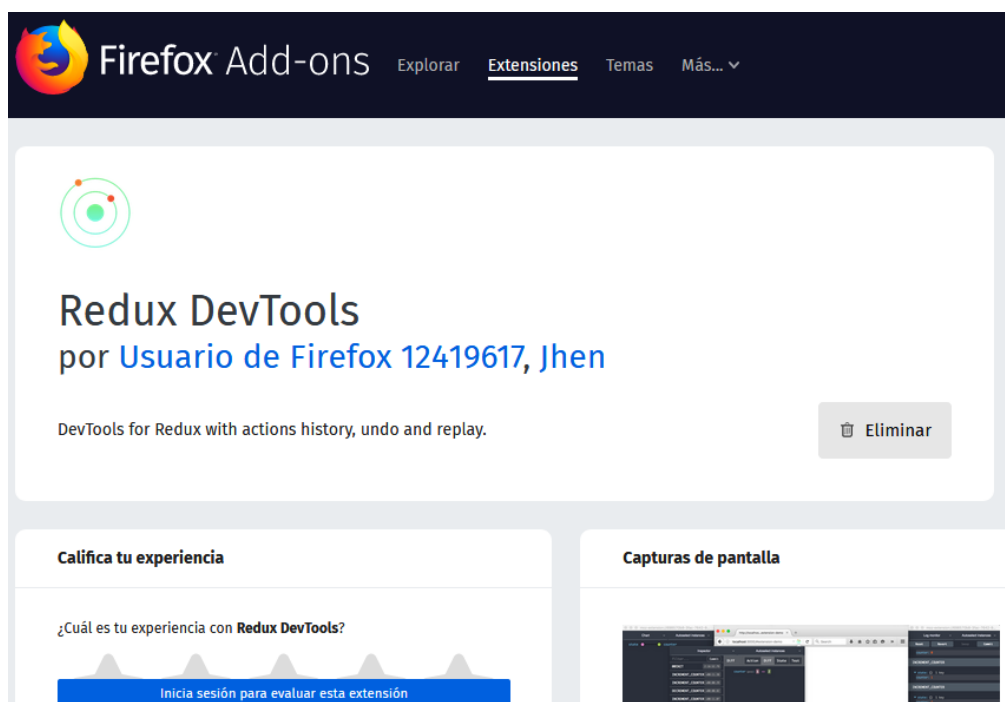 Firefox Add-ons Explorar Extensiones Temas Más...
Redux DevTools
por Usuario de Firefox 12419617, Jhen
DevTools for Redux with actions history, undo and replay.
Eliminar
Califica tu experiencia
Capturas de pantalla
¿Cuál es tu experiencia con Redux DevTools?
Inicia sesión para evaluar esta extensión